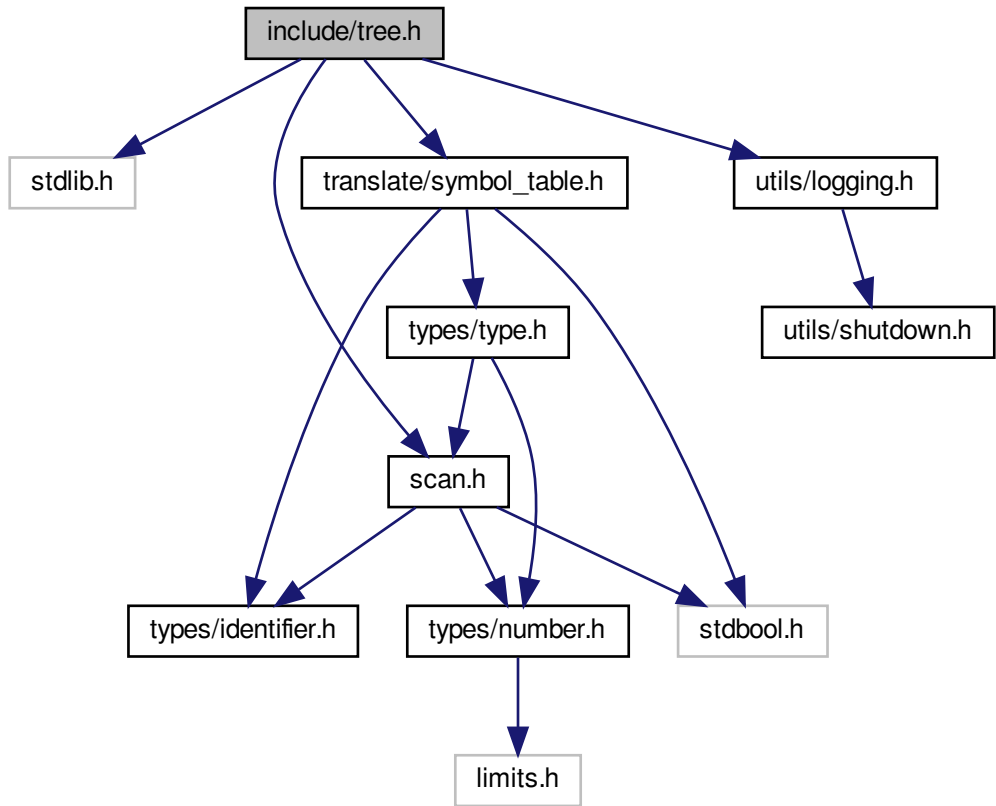 include/tree.h
stdlib.h
translate/symbol_table.h
utils/logging.h
types/type.h
utils/shutdown.h
scan.h
types/identifier.h
types/number.h
stdbool.h
limits.h